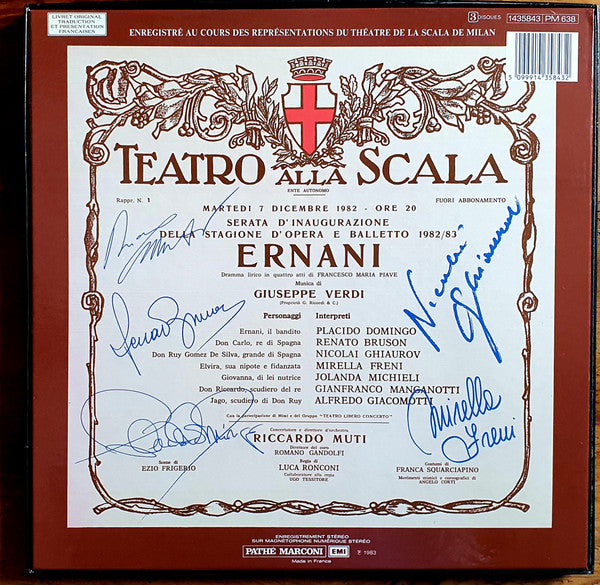 LIVRET ORIGINAL
TRADUCTION
ET PRESENTATION
FRANÇAISES
3 DISQUES
1435843 PM 638
ENREGISTRÉ AU COURS DES REPRÉSENTATIONS DU THÉATRE DE LA SCALA DE MILAN
5 099914 358432
TEATRO ALLA SCALA
ENTE AUTONOMO
Rappr. N. 1
FUORI ABBONAMENTO
MARTEDI 7 DICEMBRE 1982 - ORE 20
SERATA D'INAUGURAZIONE
DELLA STAGIONE D'OPERA E BALLETTO 1982/83
ERNANI
Dramma lirico in quattro atti di FRANCESCO MARIA PIAVE
Musica di
GIUSEPPE VERDI
(Proprietà G. Ricordi & C.)
Personaggi Interpreti
Ernani, il bandito PLACIDO DOMINGO
Don Carlo, re di Spagna RENATO BRUSON
Don Ruy Gomez De Silva, grande di Spagna NICOLAI GHIAUROV
Elvira, sua nipote e fidanzata MIRELLA FRENI
Giovanna, di lei nutrice JOLANDA MICHIELI
Don Riccardo, scudiero del re GIANFRANCO MANGANOTTI
Jago, scudiero di Don Ruy ALFREDO GIACOMOTTI
Con la partecipazione di Mimi e del Gruppo "TEATRO LIBERO CONCERTO"
Concertatore e direttore d'orchestra
RICCARDO MUTI
Direttore del coro
ROMANO GANDOLFI
Scene di
EZIO FRIGERIO
Regia di
LUCA RONCONI
Collaboratore alla regia
UGO TESSITORE
Costumi di
FRANCA SQUARCIAPINO
Movimenti mimici e coreografici di
ANGELO CORTI
Nicolai
Ghiaurov
Mirella
Freni
ENREGISTREMENT STÉRÉO
SUR MAGNÉTOPHONE NUMÉRIQUE STÉRÉO
PATHÉ MARCONI EMI
℗ 1983
Made in France